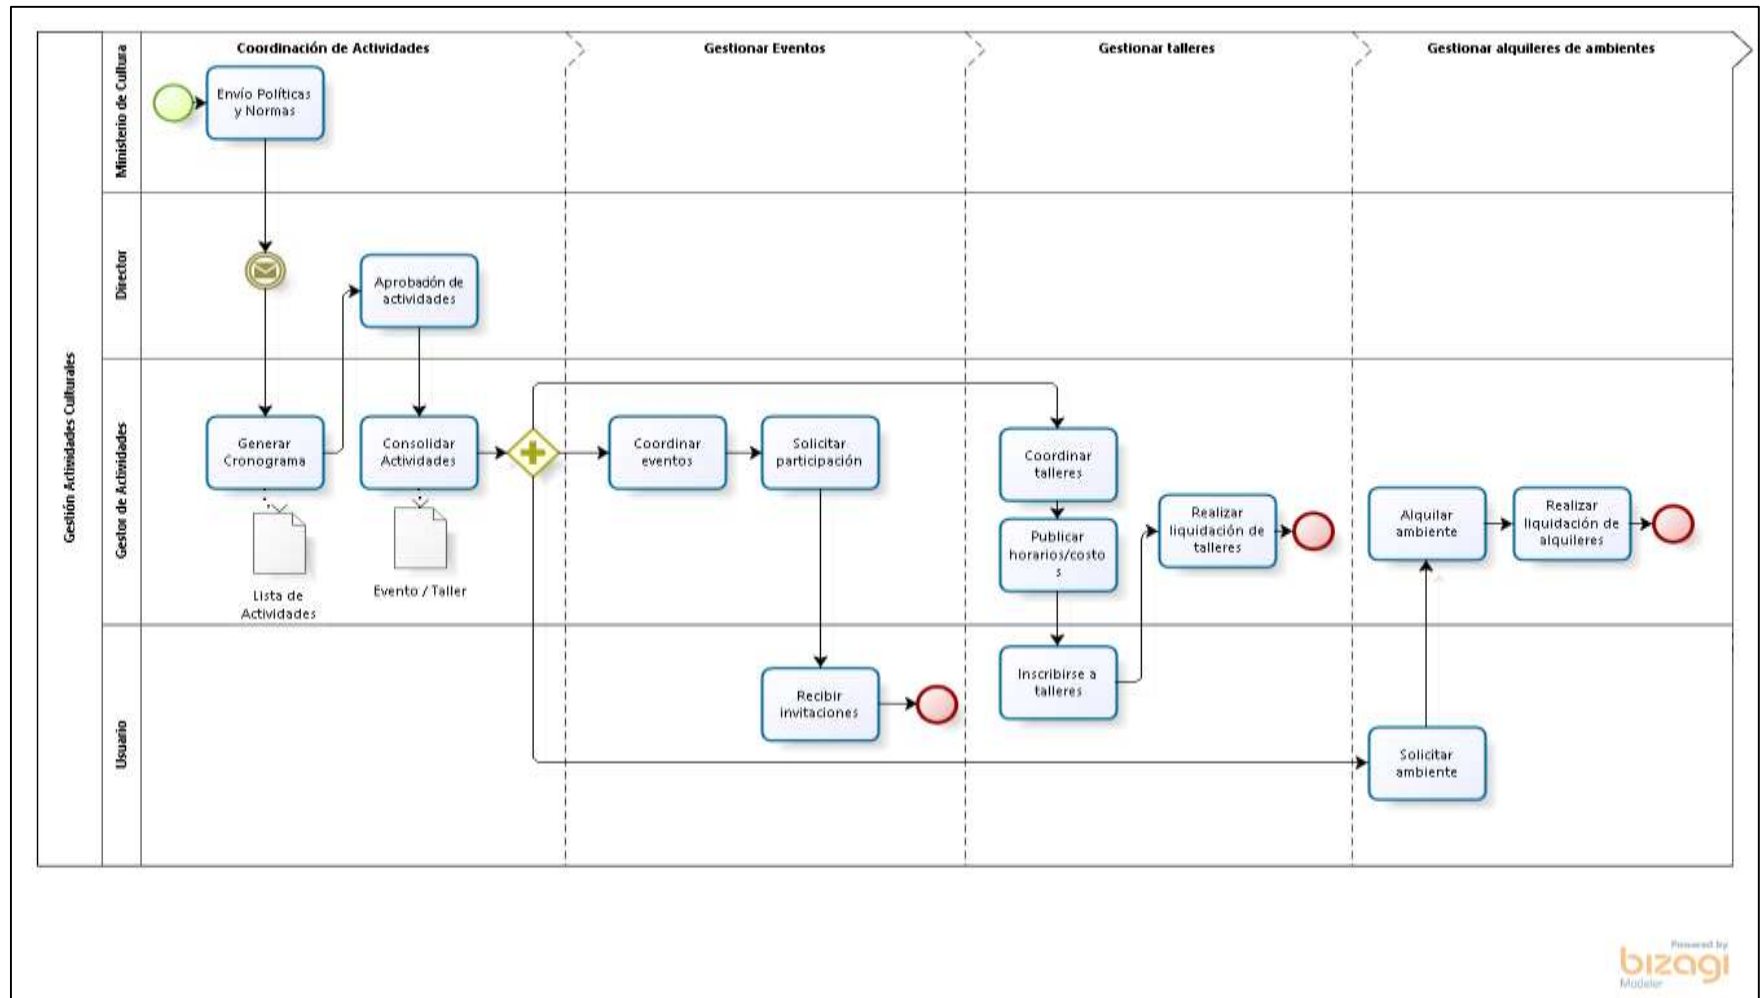 Coordinación de Actividades
Gestionar Eventos
Gestionar talleres
Gestionar alquileres de ambientes
Gestión Actividades Culturales
Ministerio de Cultura
Envío Políticas
y Normas
Director
Aprobación de
actividades
Gestor de Actividades
Generar
Cronograma
Lista de
Actividades
Consolidar
Actividades
Evento / Taller
Coordinar
eventos
Solicitar
participación
Coordinar
talleres
Publicar
horarios/costo
s
Realizar
liquidación de
talleres
Alquilar
ambiente
Realizar
liquidación de
alquileres
Usuario
Recibir
invitaciones
Inscribirse a
talleres
Solicitar
ambiente
Powered by
bizagi
Modeler